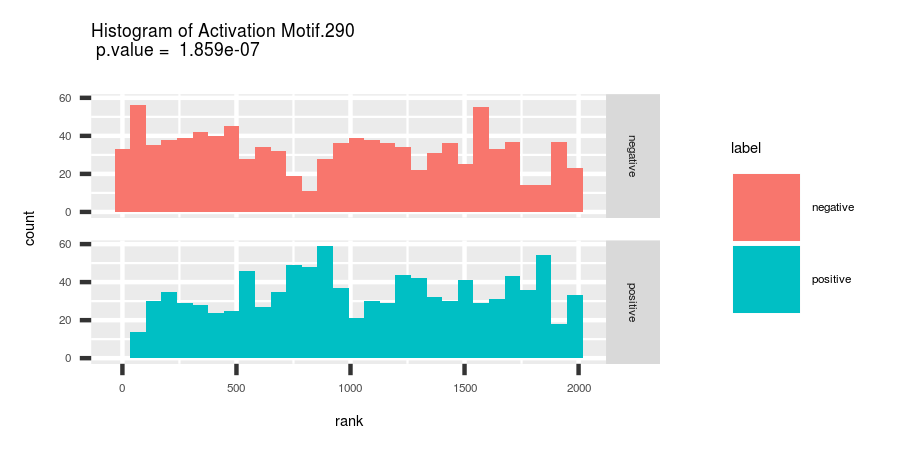 Histogram of Activation Motif.290
p.value = 1.859e-07
count
60
40
20
0
negative
60
40
20
0
positive
0
500
1000
1500
2000
rank
label
negative
positive